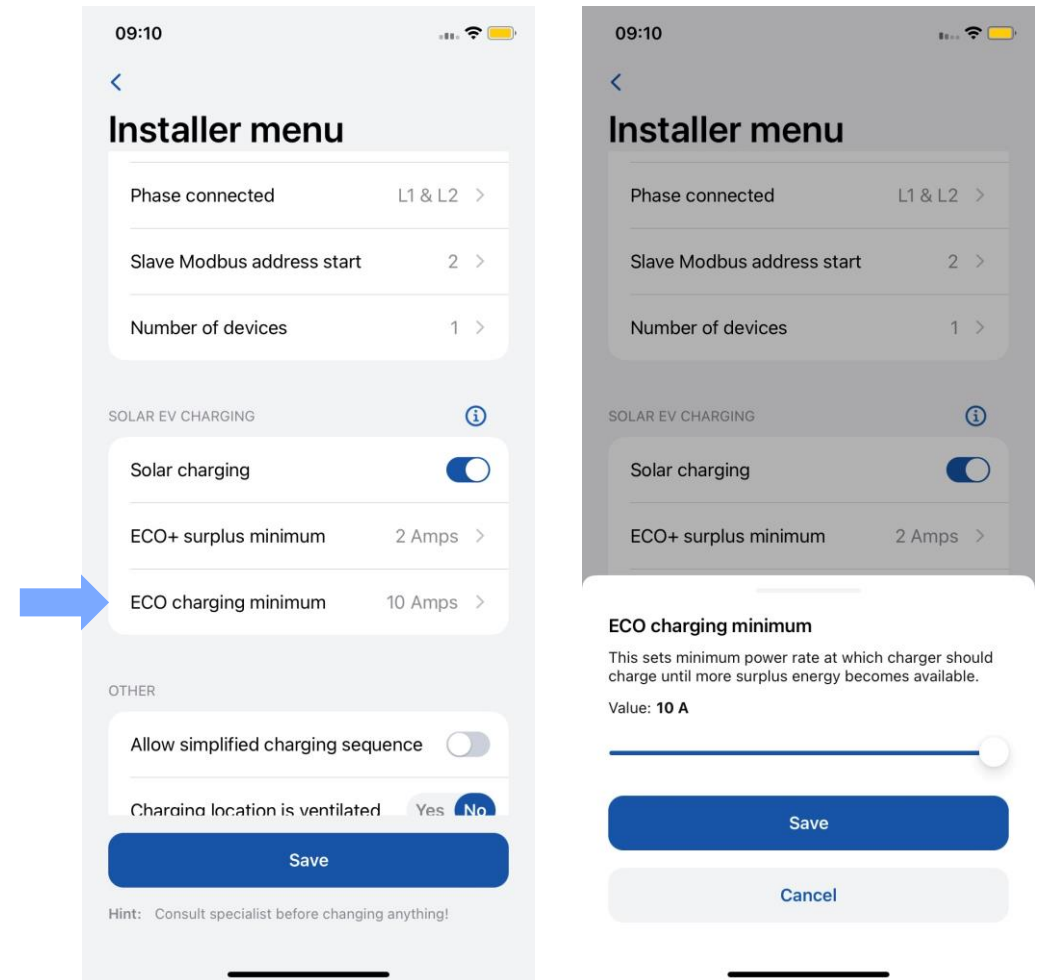 09:10
Installer menu
Phase connected L1 & L2
Slave Modbus address start 2
Number of devices 1
SOLAR EV CHARGING
Solar charging
ECO+ surplus minimum 2 Amps
ECO charging minimum 10 Amps
OTHER
Allow simplified charging sequence
Charging location is ventilated Yes No
Save
Hint: Consult specialist before changing anything!
09:10
Installer menu
Phase connected L1 & L2
Slave Modbus address start 2
Number of devices 1
SOLAR EV CHARGING
Solar charging
ECO+ surplus minimum 2 Amps
ECO charging minimum
This sets minimum power rate at which charger should
charge until more surplus energy becomes available.
Value: 10 A
Save
Cancel